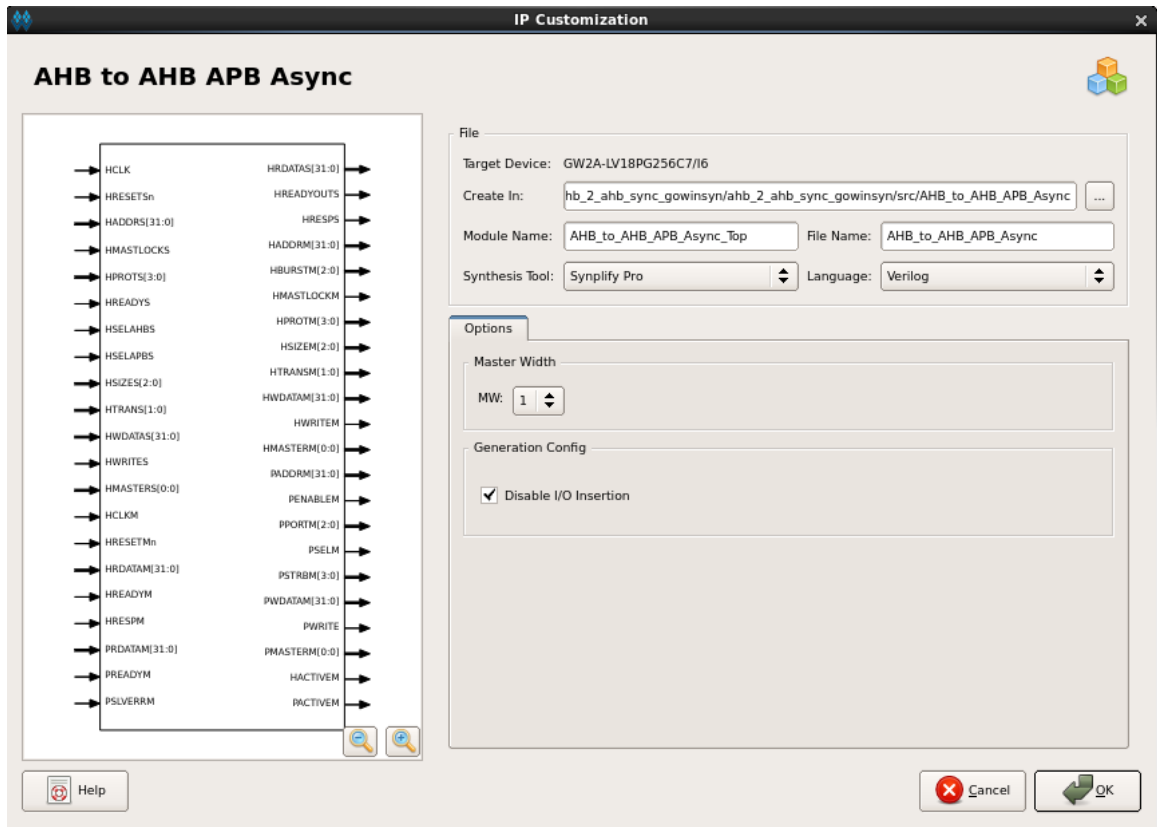 IP Customization
AHB to AHB APB Async
HCLK
HRESETSn
HADDRS[31:0]
HMASTLOCKS
HPROTS[3:0]
HREADYS
HSELAHBS
HSELAPBS
HSIZES[2:0]
HTRANS[1:0]
HWDATAS[31:0]
HWRITES
HMASTERS[0:0]
HCLKM
HRESETMn
HRDATAM[31:0]
HREADYM
HRESPM
PRDATAM[31:0]
PREADYM
PSLVERRM
HRDATAS[31:0]
HREADYOUTS
HRESPS
HADDRM[31:0]
HBURSTM[2:0]
HMASTLOCKM
HPROTM[3:0]
HSIZEM[2:0]
HTRANSM[1:0]
HWDATAM[31:0]
HWRITEM
HMASTERM[0:0]
PADDRM[31:0]
PENABLEM
PPORTM[2:0]
PSELM
PSTRBM[3:0]
PWDATAM[31:0]
PWRITE
PMASTERM[0:0]
HACTIVEM
PACTIVEM
File
Target Device: GW2A-LV18PG256C7/I6
Create In: hb_2_ahb_sync_gowinsyn/ahb_2_ahb_sync_gowinsyn/src/AHB_to_AHB_APB_Async ...
Module Name: AHB_to_AHB_APB_Async_Top File Name: AHB_to_AHB_APB_Async
Synthesis Tool: Synplify Pro Language: Verilog
Options
Master Width
MW: 1
Generation Config
Disable I/O Insertion
Help
Cancel
OK